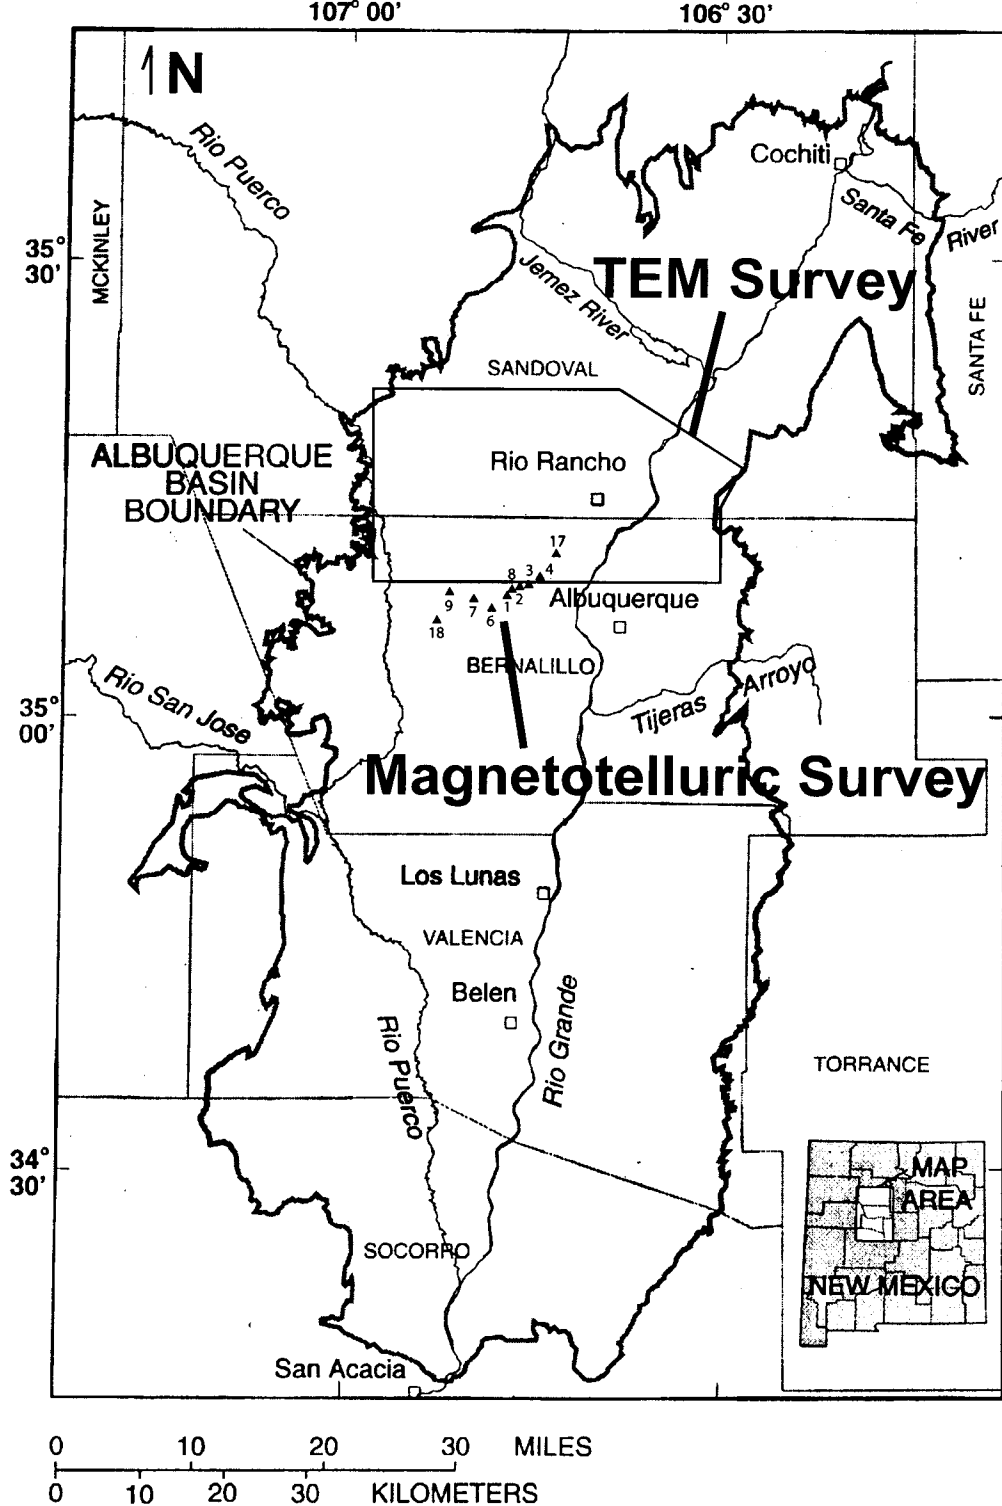 107° 00'
106° 30'
N
Rio Puerco
MCKINLEY
Cochiti
Santa Fe
River
35°
30'
TEM Survey
Jemez River
SANTA FE
SANDOVAL
ALBUQUERQUE
BASIN
BOUNDARY
Rio Rancho
17
8
3
4
9
7
6
1
2
18
Albuquerque
BERNALILLO
Tijeras
Arroyo
Rio San Jose
35°
00'
Magnetotelluric Survey
Los Lunas
VALENCIA
Belen
Rio Grande
Rio Puerco
TORRANCE
34°
30'
MAP
AREA
NEW MEXICO
SOCORRO
San Acacia
0 10 20 30 MILES
0 10 20 30 KILOMETERS